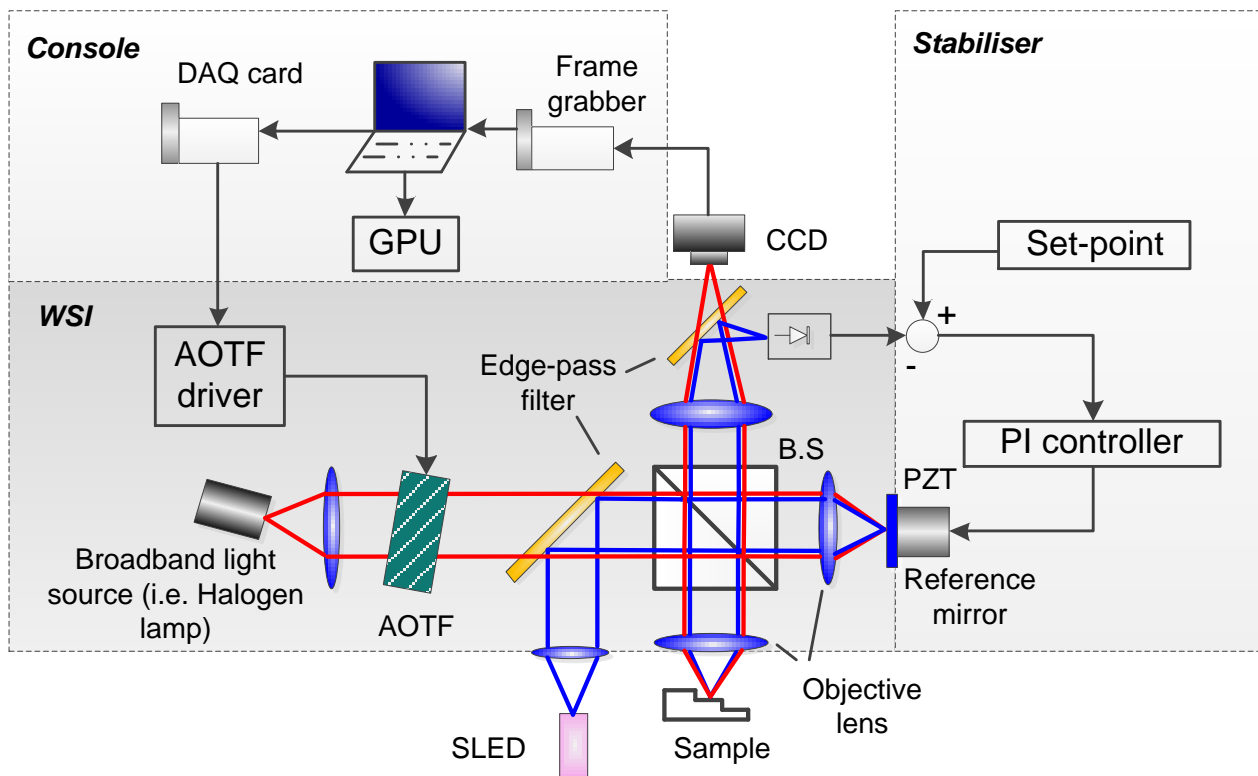 Console
Stabiliser
DAQ card
Frame
grabber
GPU
CCD
Set-point
WSI
+
-
AOTF
driver
Edge-pass
filter
B.S
PI controller
PZT
Broadband light
source (i.e. Halogen
lamp)
AOTF
Reference
mirror
Objective
lens
SLED
Sample